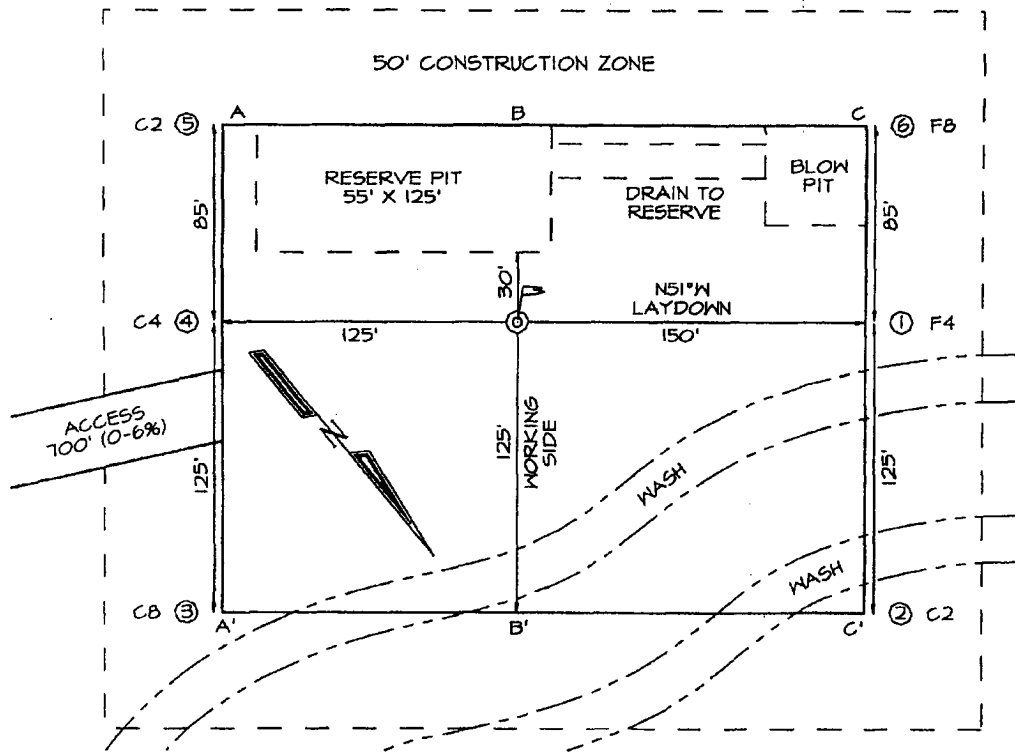 50' CONSTRUCTION ZONE
A B C
C2 ⑤
⑥ F8
RESERVE PIT
55' X 125'
BLOW
PIT
DRAIN TO
RESERVE
85'
85'
30'
N51°W
LAYDOWN
C4 ④
① F4
125'
150'
ACCESS
700' (0-6%)
N
125'
125'
WORKING
SIDE
125'
WASH
WASH
C8 ③
② C2
A' B' C'